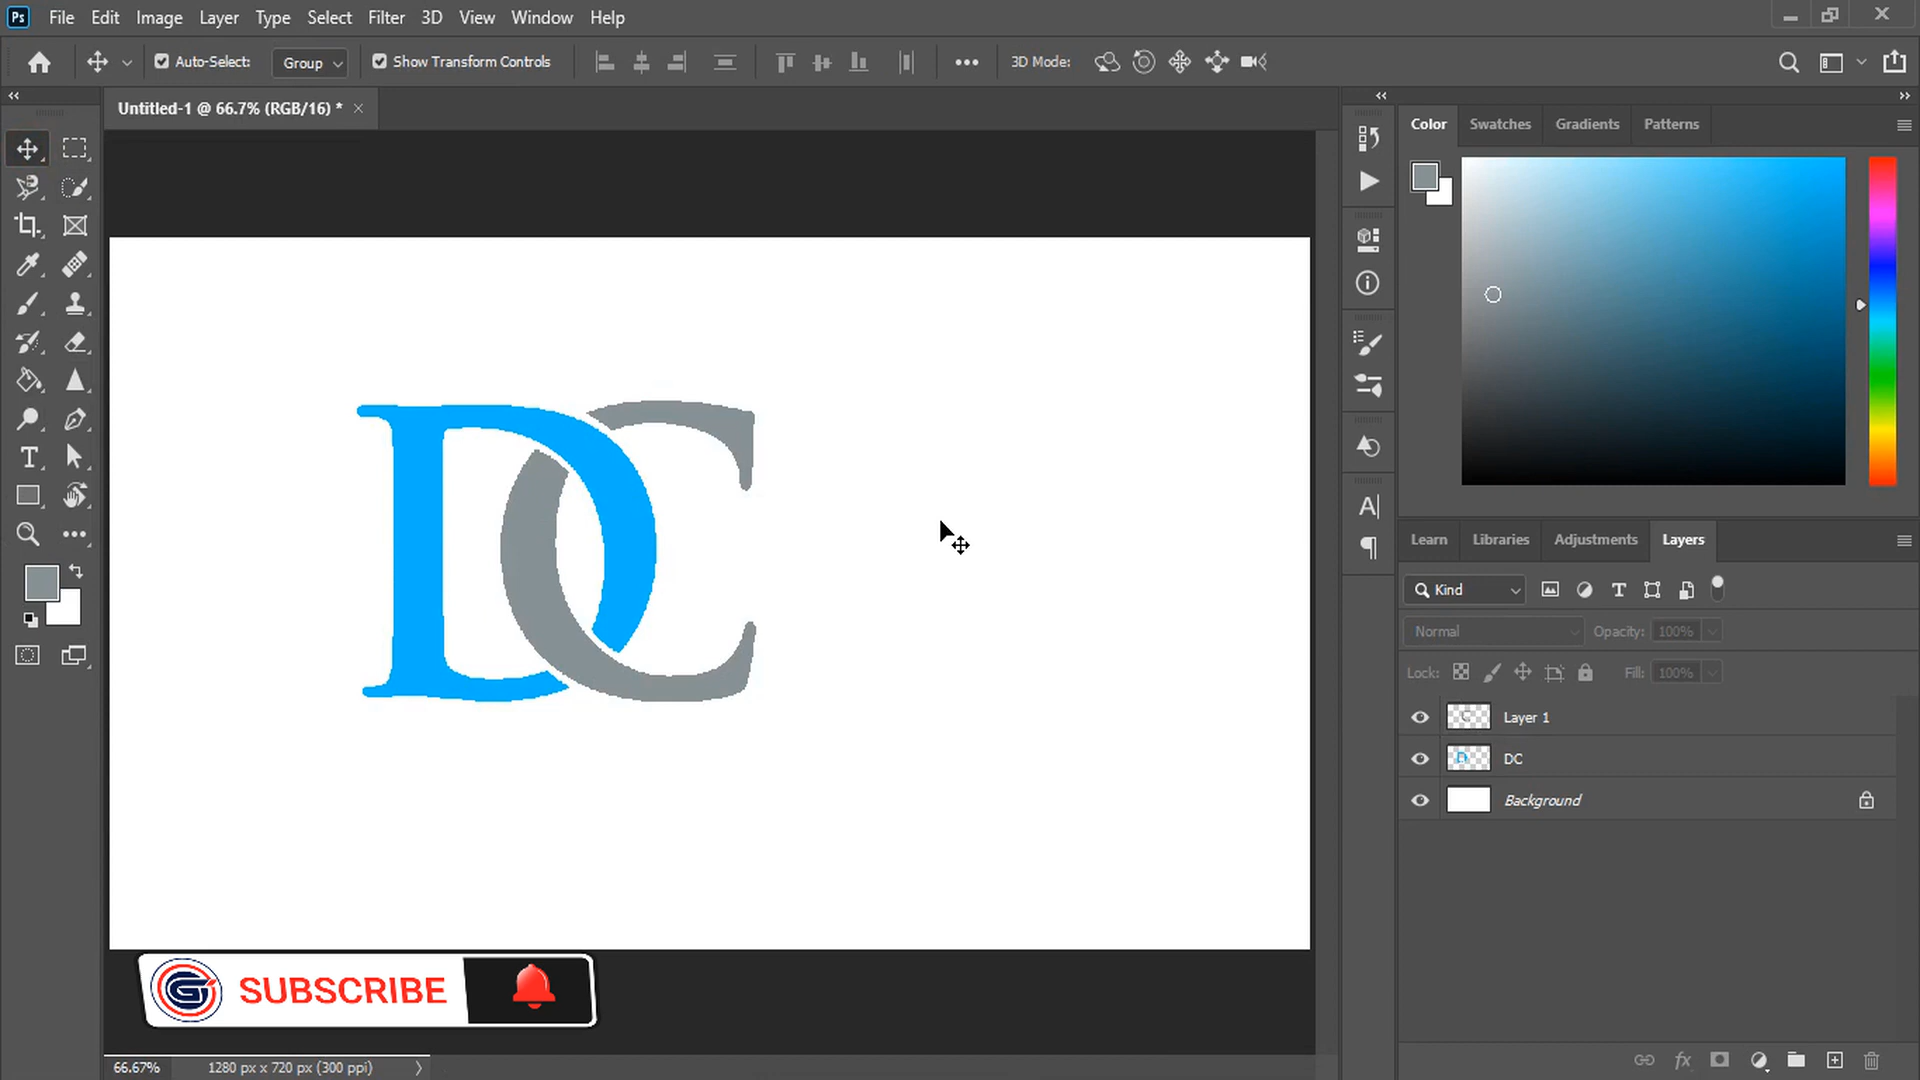 Ps File Edit Image Layer Type Select Filter 3D View Window Help
Auto-Select: Group Show Transform Controls 3D Mode:
Untitled-1 @ 66.7% (RGB/16) *
Color Swatches Gradients Patterns
DC
Learn Libraries Adjustments Layers
Kind
Normal Opacity: 100%
Lock: Fill: 100%
Layer 1
DC
Background
SUBSCRIBE
66.67% 1280 px x 720 px (300 ppi)